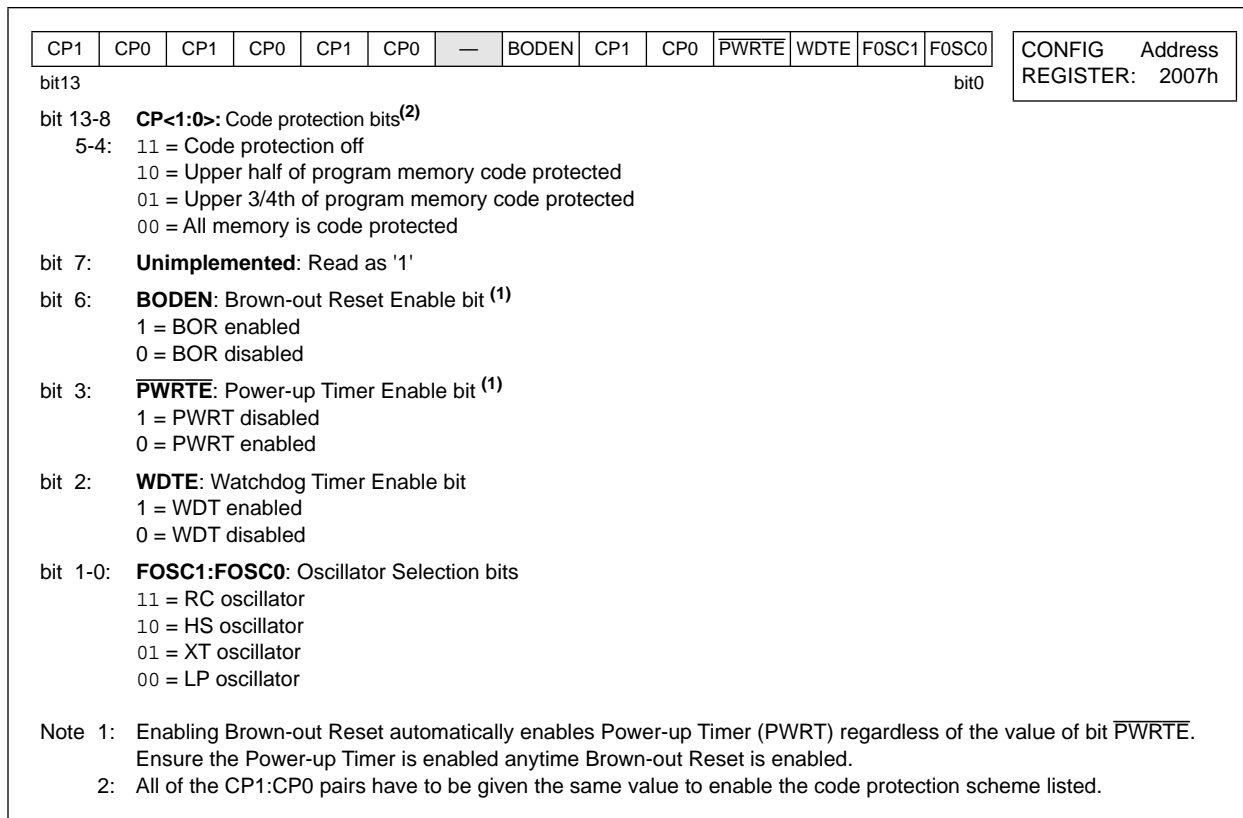 CP1 CP0 CP1 CP0 CP1 CP0 — BODEN CP1 CP0 PWRTE WDTE F0SC1 F0SC0
bit13 bit0
CONFIG Address
REGISTER: 2007h
bit 13-8 CP<1:0>: Code protection bits(2)
5-4: 11 = Code protection off
10 = Upper half of program memory code protected
01 = Upper 3/4th of program memory code protected
00 = All memory is code protected
bit 7: Unimplemented: Read as '1'
bit 6: BODEN: Brown-out Reset Enable bit (1)
1 = BOR enabled
0 = BOR disabled
bit 3: PWRTE: Power-up Timer Enable bit (1)
1 = PWRT disabled
0 = PWRT enabled
bit 2: WDTE: Watchdog Timer Enable bit
1 = WDT enabled
0 = WDT disabled
bit 1-0: FOSC1:FOSC0: Oscillator Selection bits
11 = RC oscillator
10 = HS oscillator
01 = XT oscillator
00 = LP oscillator
Note 1: Enabling Brown-out Reset automatically enables Power-up Timer (PWRT) regardless of the value of bit PWRTE.
Ensure the Power-up Timer is enabled anytime Brown-out Reset is enabled.
2: All of the CP1:CP0 pairs have to be given the same value to enable the code protection scheme listed.